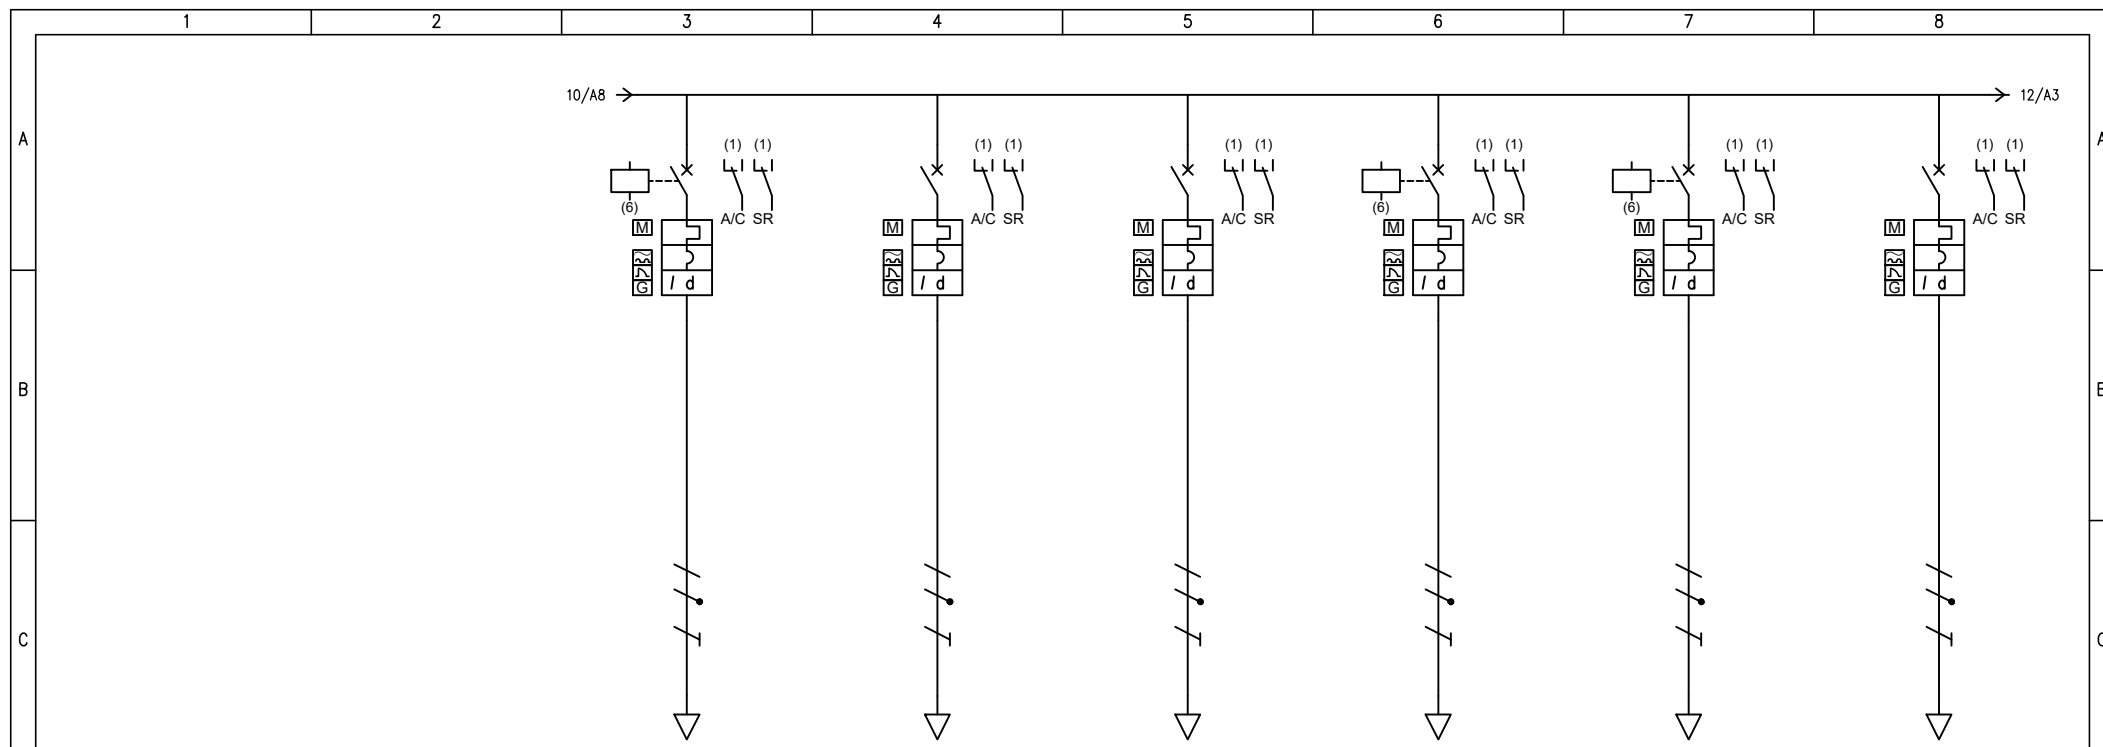 1 2 3 4 5 6 7 8
10/A8 12/A3
A A
(1) (1) (1) (1) (1) (1) (1) (1) (1) (1) (1) (1)
(6) (6) (6)
A/C SR A/C SR A/C SR A/C SR A/C SR A/C SR
M M M M M M
G I d G I d G I d G I d G I d G I d
B B
C C